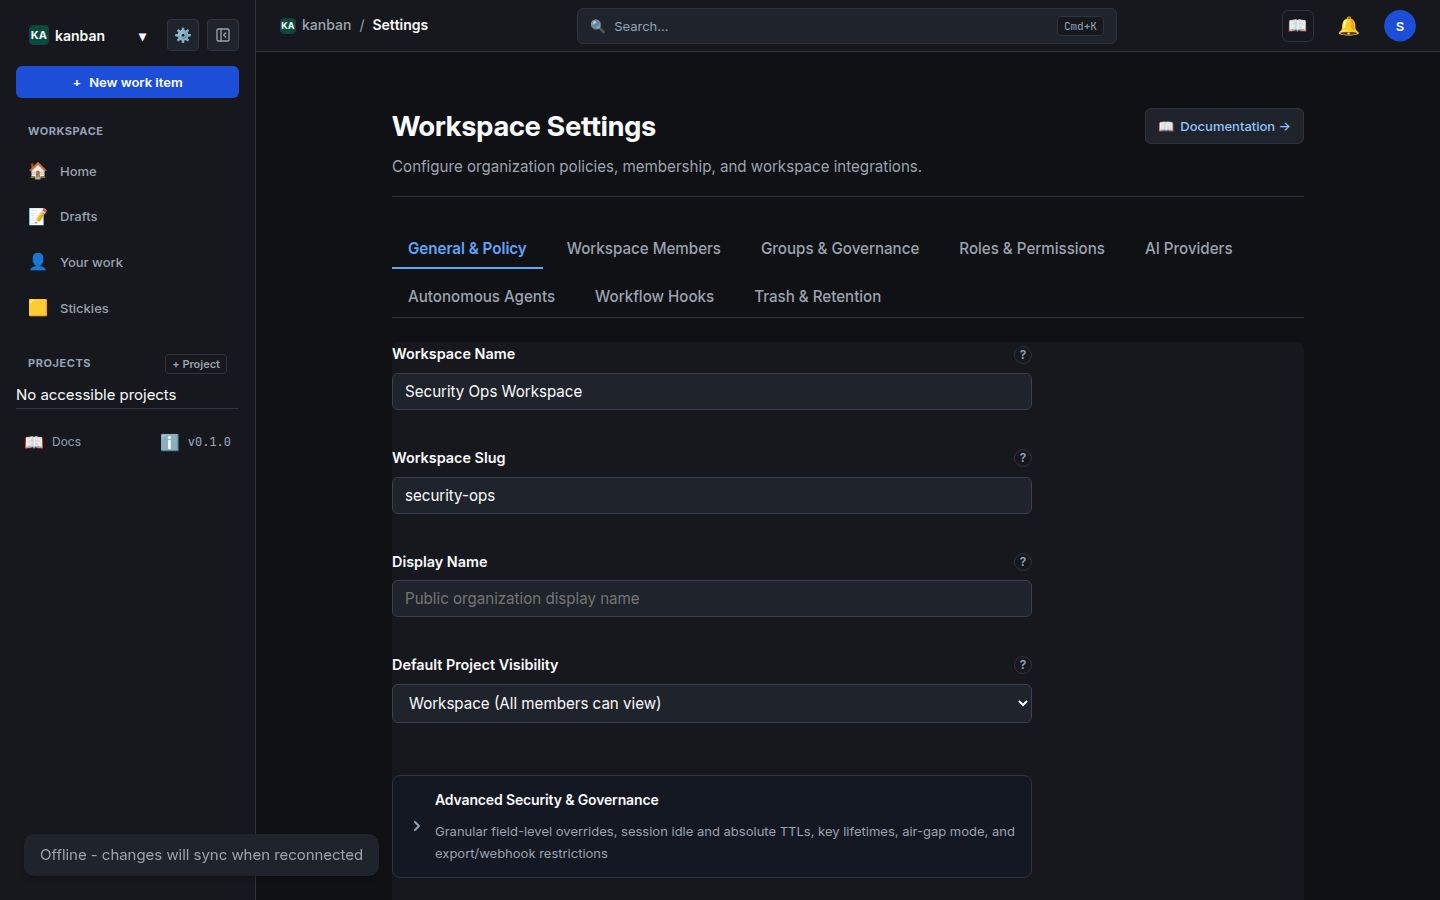 KA kanban ▾
+ New work item
WORKSPACE
Home
Drafts
Your work
Stickies
PROJECTS + Project
No accessible projects
Docs v0.1.0
KA kanban / Settings
Search... Cmd+K
S
Workspace Settings
Documentation →
Configure organization policies, membership, and workspace integrations.
General & Policy Workspace Members Groups & Governance Roles & Permissions AI Providers
Autonomous Agents Workflow Hooks Trash & Retention
Workspace Name ?
Security Ops Workspace
Workspace Slug ?
security-ops
Display Name ?
Public organization display name
Default Project Visibility ?
Workspace (All members can view)
Advanced Security & Governance
Granular field-level overrides, session idle and absolute TTLs, key lifetimes, air-gap mode, and
export/webhook restrictions
Offline - changes will sync when reconnected